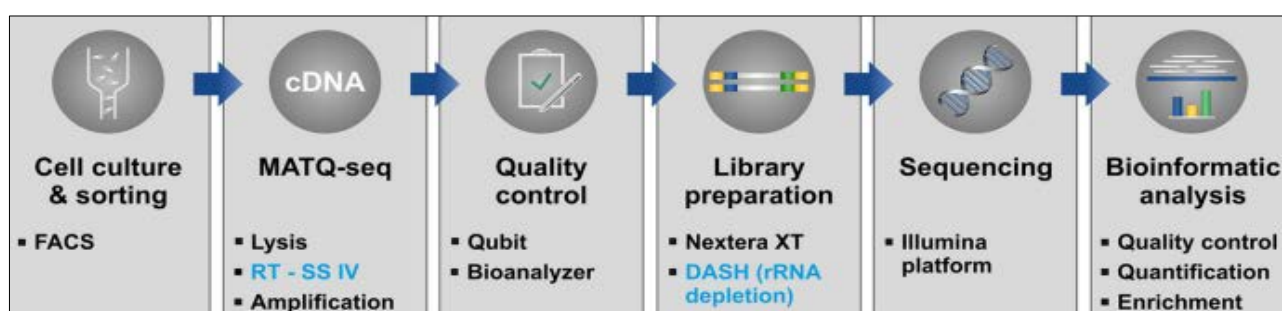 cDNA
Cell culture
& sorting
▪ FACS
MATQ-seq
▪ Lysis
▪ RT - SS IV
▪ Amplification
Quality
control
▪ Qubit
▪ Bioanalyzer
Library
preparation
▪ Nextera XT
▪ DASH (rRNA
depletion)
Sequencing
▪ Illumina
platform
Bioinformatic
analysis
▪ Quality control
▪ Quantification
▪ Enrichment